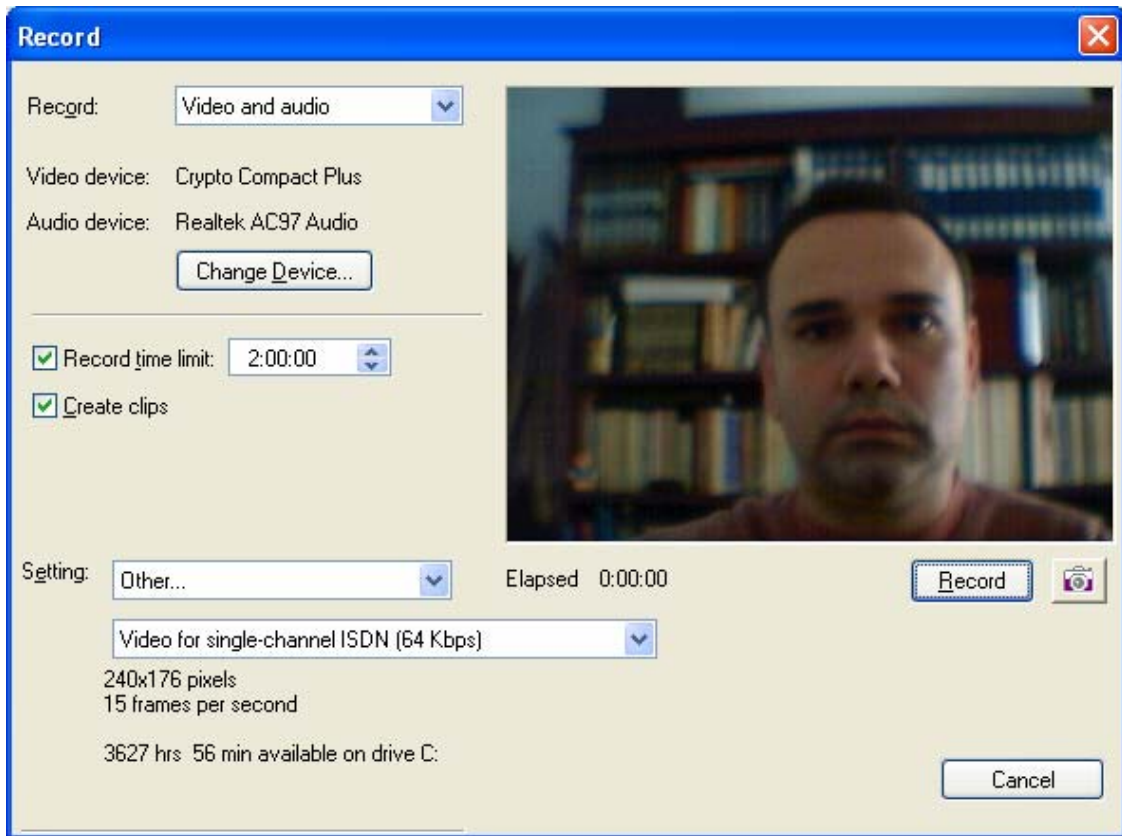 Record
Record: Video and audio
Video device: Crypto Compact Plus
Audio device: Realtek AC97 Audio
Change Device...
Record time limit: 2:00:00
Create clips
Setting: Other...
Elapsed 0:00:00
Record
Video for single-channel ISDN (64 Kbps)
240x176 pixels
15 frames per second
3627 hrs 56 min available on drive C:
Cancel